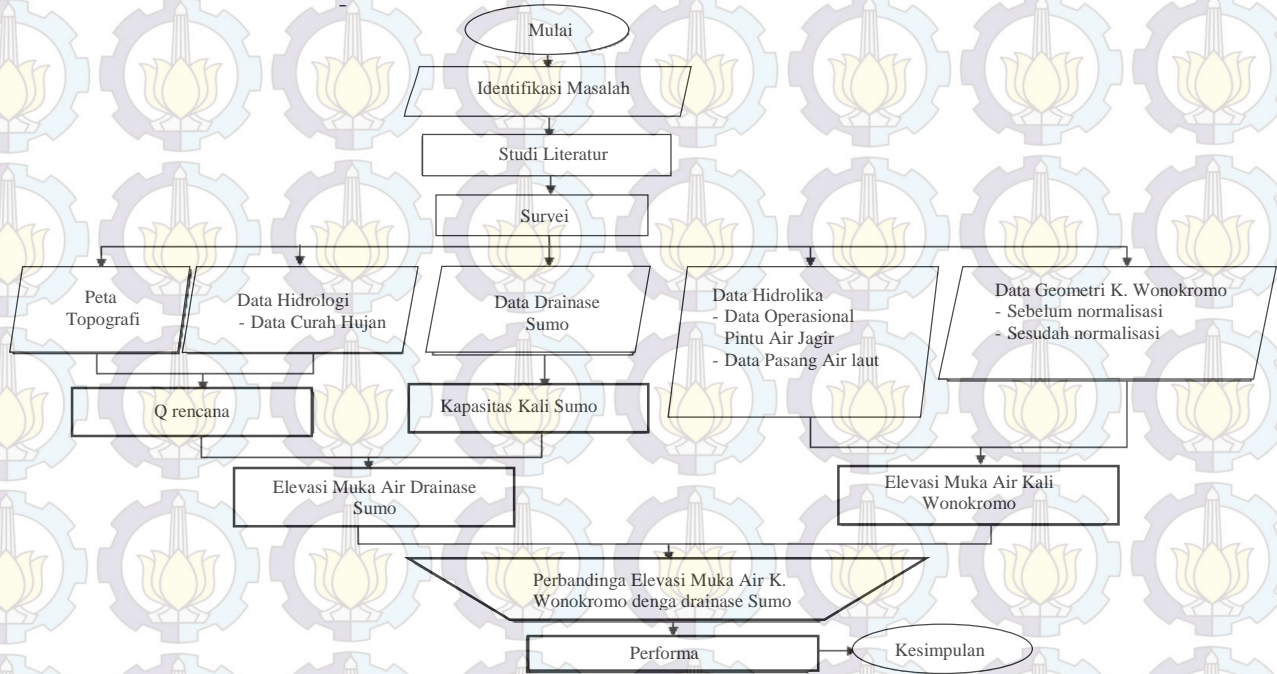 Mulai
Identifikasi Masalah
Studi Literatur
Survei
Peta
Topografi
Data Hidrologi
- Data Curah Hujan
Data Drainase
Sumo
Data Hidrolika
- Data Operasional
Pintu Air Jagir
- Data Pasang Air laut
Data Geometri K. Wonokromo
- Sebelum normalisasi
- Sesudah normalisasi
Q rencana
Kapasitas Kali Sumo
Elevasi Muka Air Drainase
Sumo
Elevasi Muka Air Kali
Wonokromo
Perbandinga Elevasi Muka Air K.
Wonokromo denga drainase Sumo
Performa
Kesimpulan